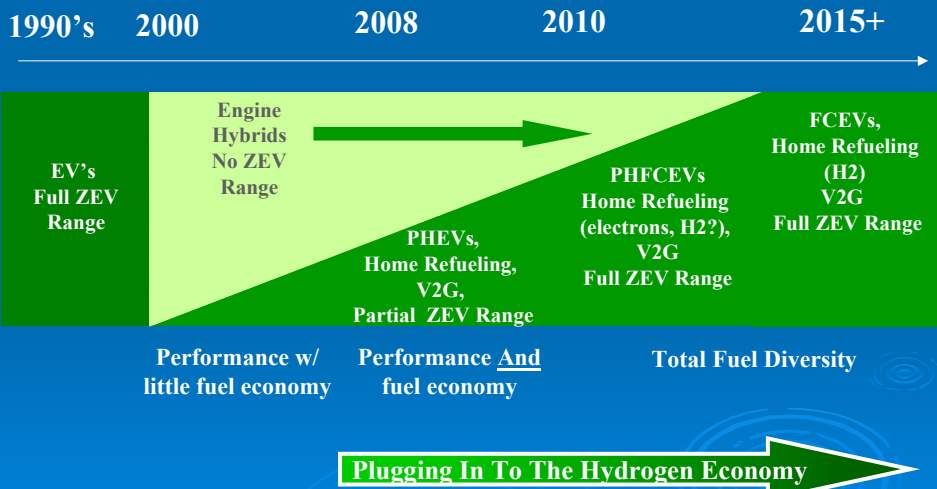 1990's 2000 2008 2010 2015+
Engine
Hybrids
No ZEV
Range
EV's
Full ZEV
Range
PHEVs,
Home Refueling,
V2G,
Partial ZEV Range
PHFCEVs
Home Refueling
(electrons, H2?),
V2G
Full ZEV Range
FCEVs,
Home Refueling
(H2)
V2G
Full ZEV Range
Performance w/
little fuel economy
Performance And
fuel economy
Total Fuel Diversity
Plugging In To The Hydrogen Economy